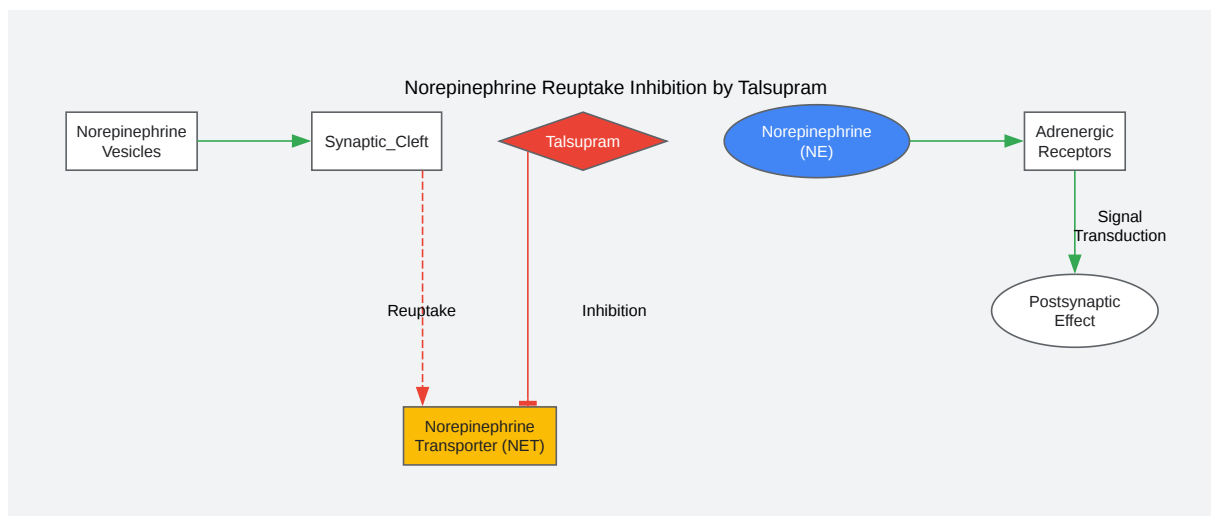 Norepinephrine Reuptake Inhibition by Talsupram
Norepinephrine
Vesicles
Synaptic_Cleft
Talsupram
Norepinephrine
(NE)
Adrenergic
Receptors
Signal
Transduction
Reuptake
Inhibition
Postsynaptic
Effect
Norepinephrine
Transporter (NET)